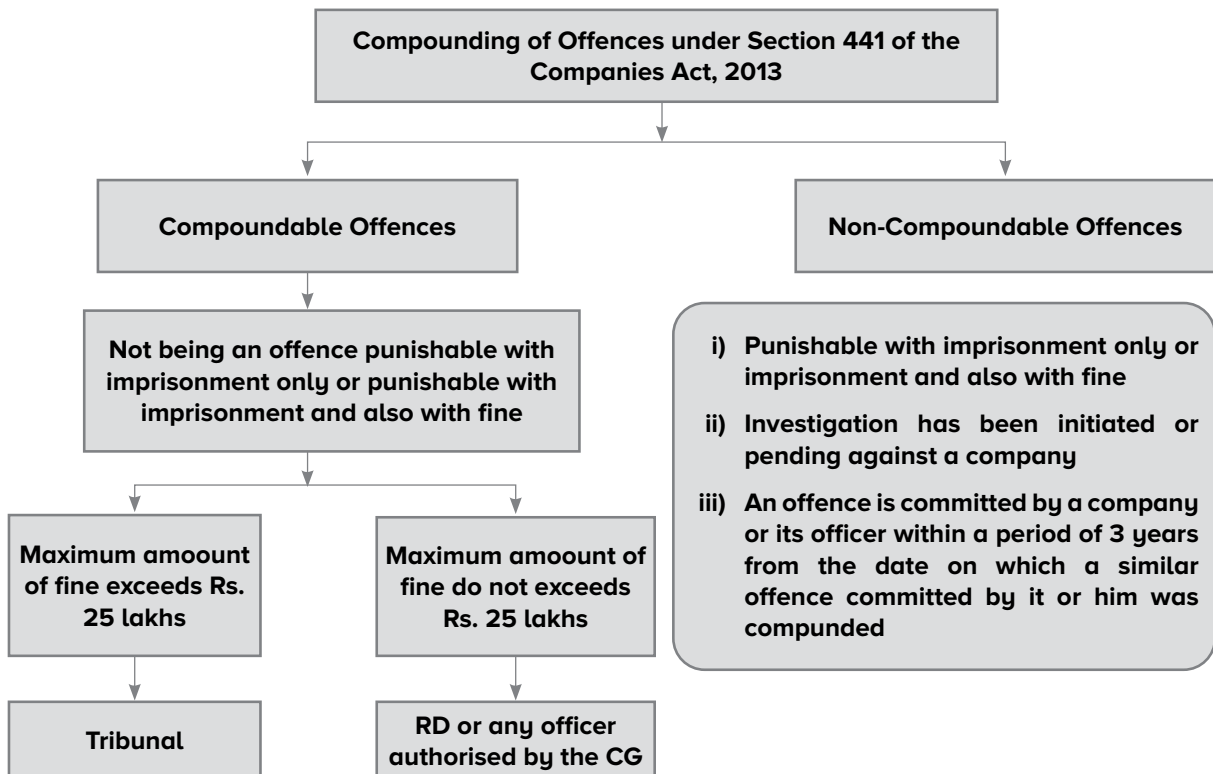 Compounding of Offences under Section 441 of the
Companies Act, 2013
Compoundable Offences
Non-Compoundable Offences
Not being an offence punishable with
imprisonment only or punishable with
imprisonment and also with fine
i) Punishable with imprisonment only or
imprisonment and also with fine
ii) Investigation has been initiated or
pending against a company
iii) An offence is committed by a company
or its officer within a period of 3 years
from the date on which a similar
offence committed by it or him was
compunded
Maximum amoount
of fine exceeds Rs.
25 lakhs
Maximum amoount of
fine do not exceeds
Rs. 25 lakhs
Tribunal
RD or any officer
authorised by the CG